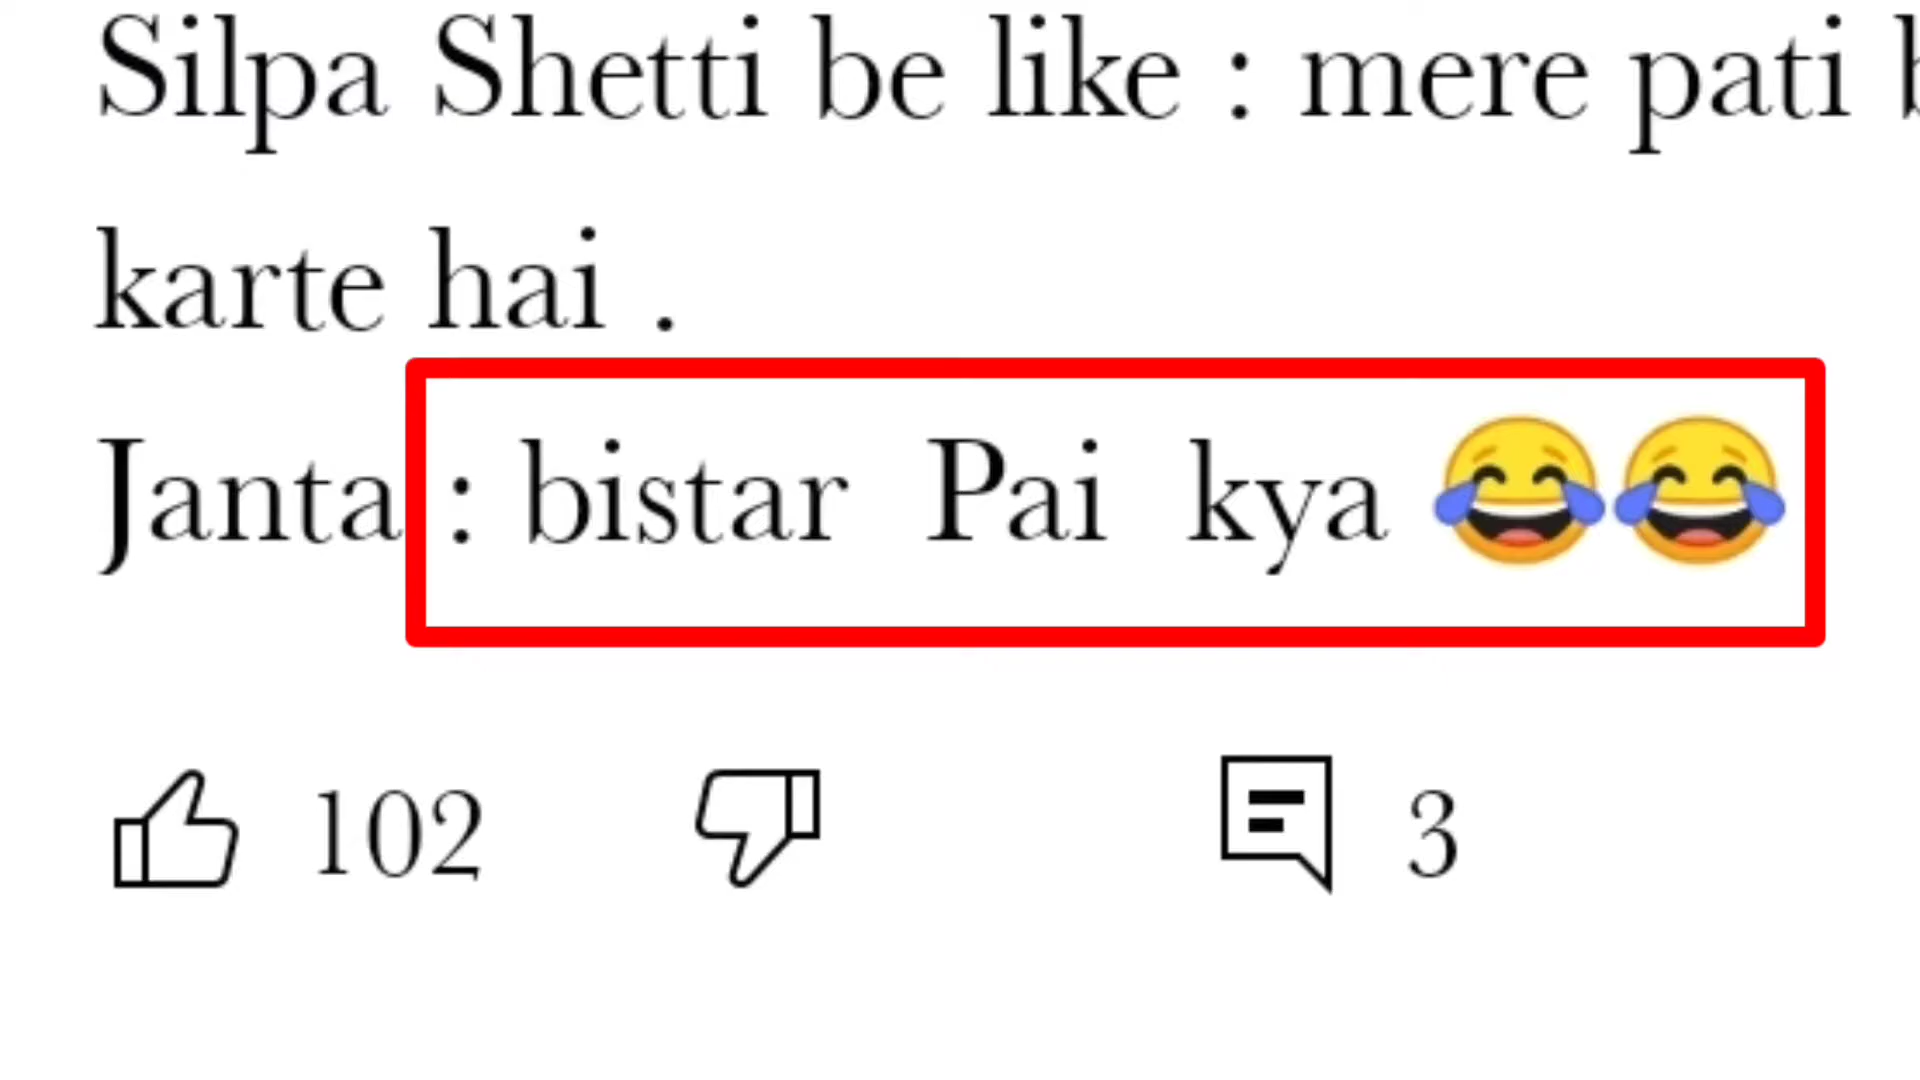 Silpa Shetti be like : mere pati
karte hai .
Janta : bistar Pai kya 😂😂
102 3